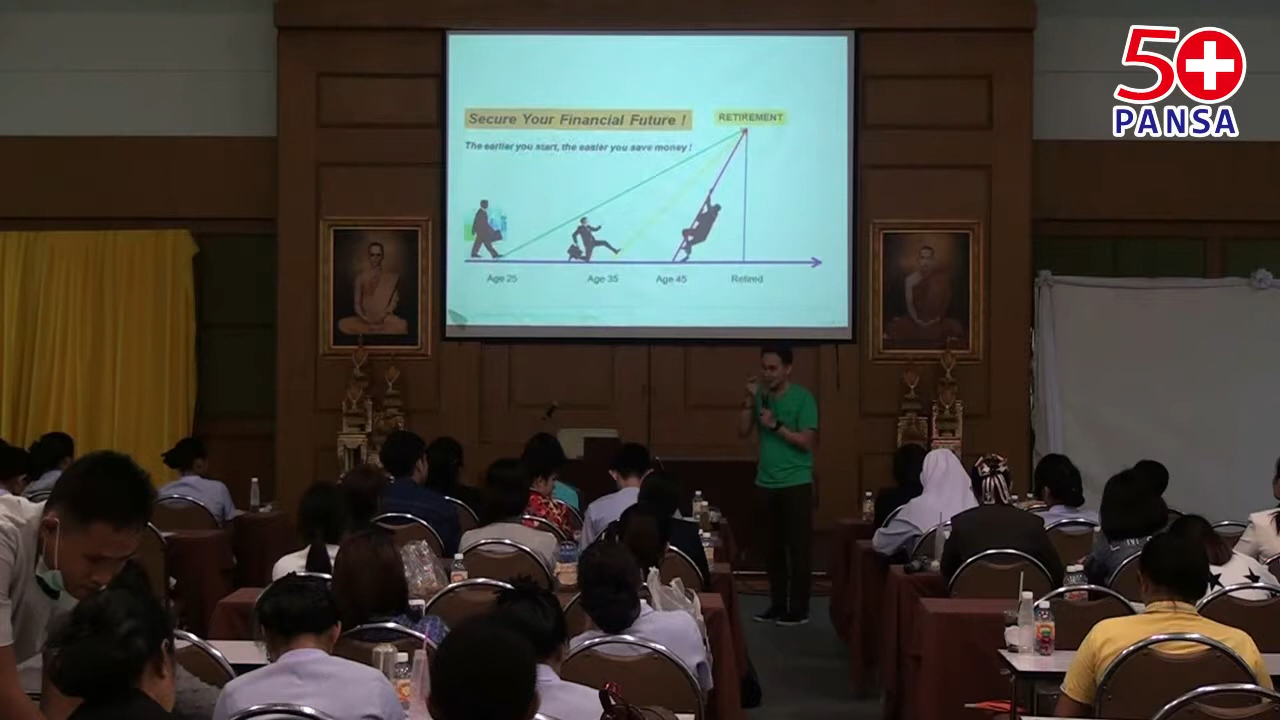 50
PANSA
Secure Your Financial Future !
RETIREMENT
The earlier you start, the easier you save money !
Age 25
Age 35
Age 45
Retired